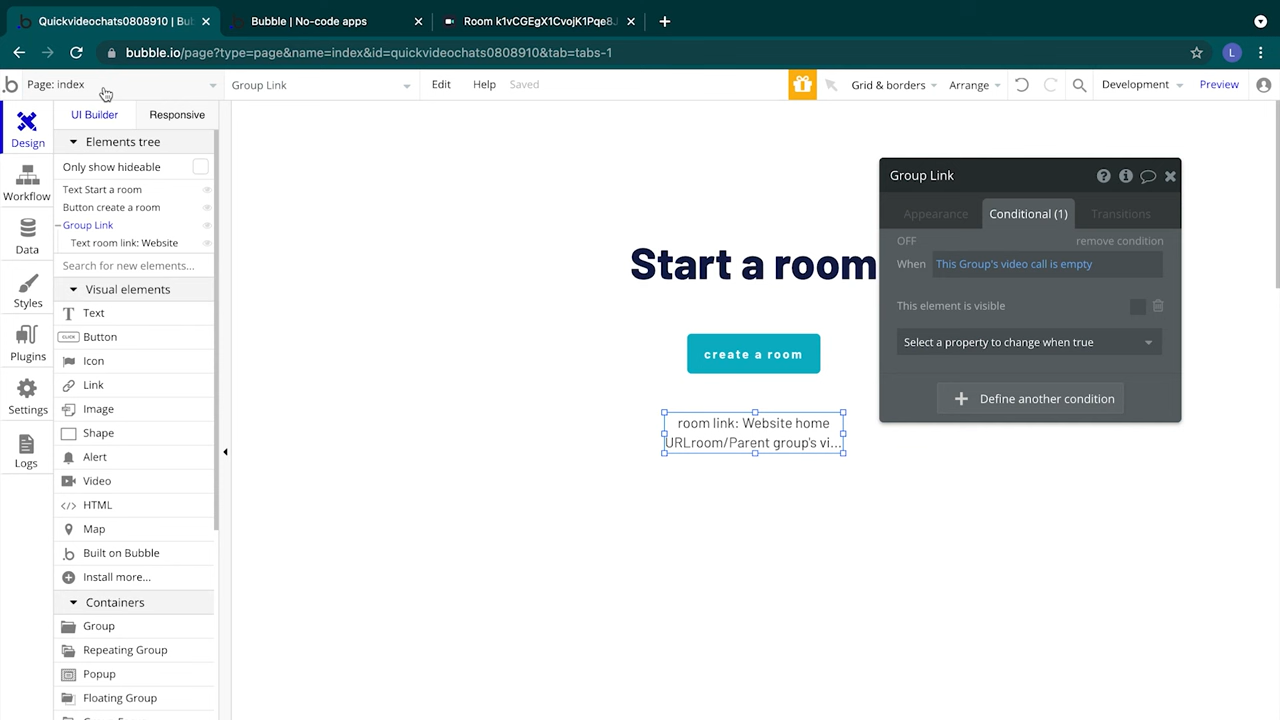 Quickvideochats0808910 | Bu
Bubble | No-code apps
Room k1vCGEgX1CvojK1Pqe8J
bubble.io/page?type=page&name=index&id=quickvideochats0808910&tab=tabs-1
L
Page: index
Group Link
Edit
Help
Saved
Grid & borders
Arrange
Development
Preview
Design
Workflow
Data
Styles
Plugins
Settings
Logs
UI Builder
Responsive
Elements tree
Only show hideable
Text Start a room
Button create a room
Group Link
Text room link: Website
Search for new elements...
Visual elements
Text
CLICK
Button
Icon
Link
Image
Shape
Alert
Video
HTML
Map
Built on Bubble
Install more...
Containers
Group
Repeating Group
Popup
Floating Group
Start a room
create a room
room link: Website home
URLroom/Parent group's vi...
Group Link
Appearance
Conditional (1)
Transitions
OFF
remove condition
When
This Group's video call is empty
This element is visible
Select a property to change when true
Define another condition